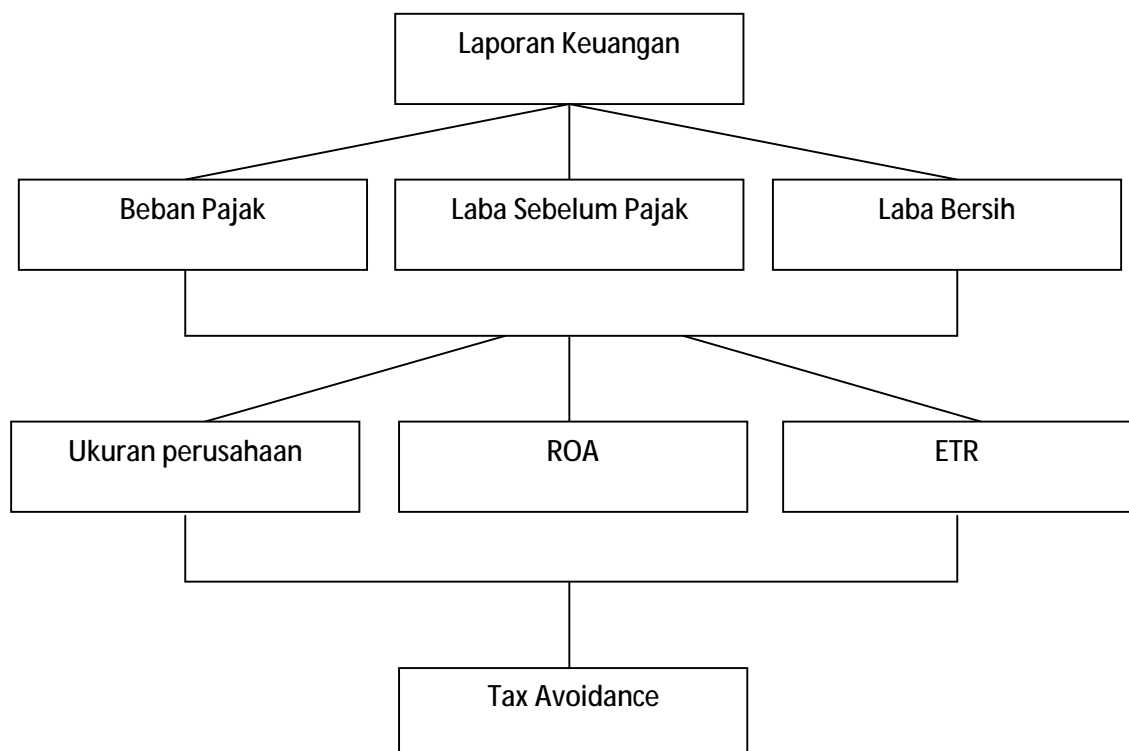 Laporan Keuangan
Beban Pajak
Laba Sebelum Pajak
Laba Bersih
Ukuran perusahaan
ROA
ETR
Tax Avoidance